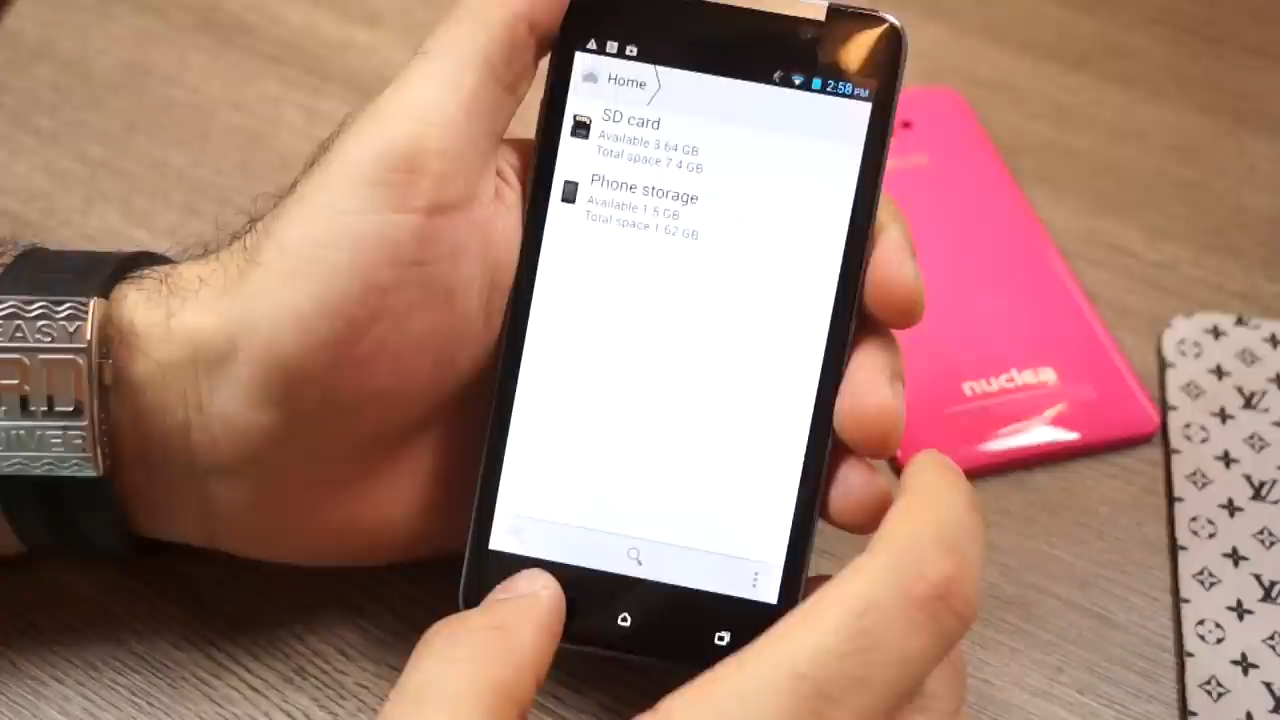 2:58 PM
Home
SD card
Available 3.64 GB
Total space 7.4 GB
Phone storage
Available 1.5 GB
Total space 1.62 GB
EASY
nuclea
LV